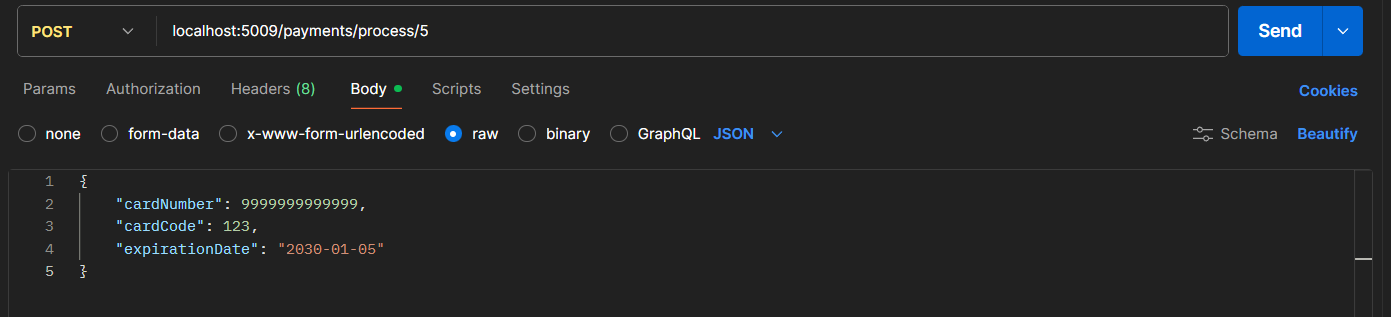 POST localhost:5009/payments/process/5 Send
Params Authorization Headers (8) Body Scripts Settings Cookies
none form-data x-www-form-urlencoded raw binary GraphQL JSON Schema Beautify
1 {
2 "cardNumber": 9999999999999,
3 "cardCode": 123,
4 "expirationDate": "2030-01-05"
5 }